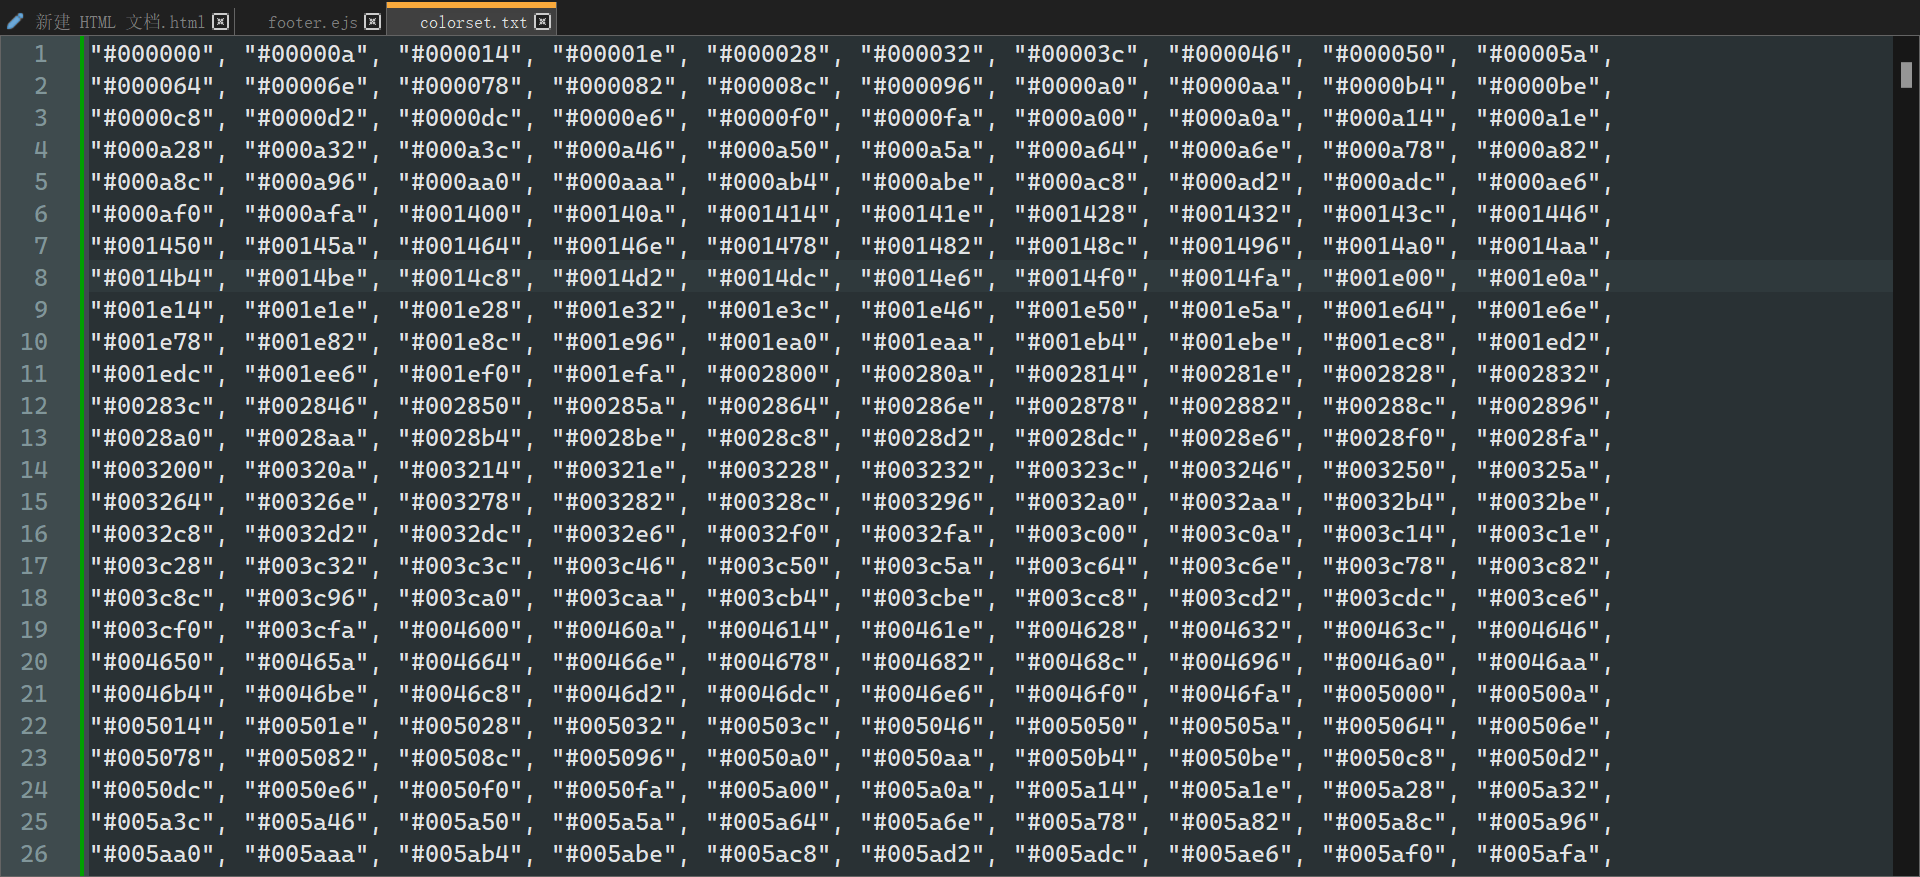 新建 HTML 文档.html footer.ejs colorset.txt
1 "#000000", "#00000a", "#000014", "#00001e", "#000028", "#000032", "#00003c", "#000046", "#000050", "#00005a",
2 "#000064", "#00006e", "#000078", "#000082", "#00008c", "#000096", "#0000a0", "#0000aa", "#0000b4", "#0000be",
3 "#0000c8", "#0000d2", "#0000dc", "#0000e6", "#0000f0", "#0000fa", "#000a00", "#000a0a", "#000a14", "#000a1e",
4 "#000a28", "#000a32", "#000a3c", "#000a46", "#000a50", "#000a5a", "#000a64", "#000a6e", "#000a78", "#000a82",
5 "#000a8c", "#000a96", "#000aa0", "#000aaa", "#000ab4", "#000abe", "#000ac8", "#000ad2", "#000adc", "#000ae6",
6 "#000af0", "#000afa", "#001400", "#00140a", "#001414", "#00141e", "#001428", "#001432", "#00143c", "#001446",
7 "#001450", "#00145a", "#001464", "#00146e", "#001478", "#001482", "#00148c", "#001496", "#0014a0", "#0014aa",
8 "#0014b4", "#0014be", "#0014c8", "#0014d2", "#0014dc", "#0014e6", "#0014f0", "#0014fa", "#001e00", "#001e0a",
9 "#001e14", "#001e1e", "#001e28", "#001e32", "#001e3c", "#001e46", "#001e50", "#001e5a", "#001e64", "#001e6e",
10 "#001e78", "#001e82", "#001e8c", "#001e96", "#001ea0", "#001eaa", "#001eb4", "#001ebe", "#001ec8", "#001ed2",
11 "#001edc", "#001ee6", "#001ef0", "#001efa", "#002800", "#00280a", "#002814", "#00281e", "#002828", "#002832",
12 "#00283c", "#002846", "#002850", "#00285a", "#002864", "#00286e", "#002878", "#002882", "#00288c", "#002896",
13 "#0028a0", "#0028aa", "#0028b4", "#0028be", "#0028c8", "#0028d2", "#0028dc", "#0028e6", "#0028f0", "#0028fa",
14 "#003200", "#00320a", "#003214", "#00321e", "#003228", "#003232", "#00323c", "#003246", "#003250", "#00325a",
15 "#003264", "#00326e", "#003278", "#003282", "#00328c", "#003296", "#0032a0", "#0032aa", "#0032b4", "#0032be",
16 "#0032c8", "#0032d2", "#0032dc", "#0032e6", "#0032f0", "#0032fa", "#003c00", "#003c0a", "#003c14", "#003c1e",
17 "#003c28", "#003c32", "#003c3c", "#003c46", "#003c50", "#003c5a", "#003c64", "#003c6e", "#003c78", "#003c82",
18 "#003c8c", "#003c96", "#003ca0", "#003caa", "#003cb4", "#003cbe", "#003cc8", "#003cd2", "#003cdc", "#003ce6",
19 "#003cf0", "#003cfa", "#004600", "#00460a", "#004614", "#00461e", "#004628", "#004632", "#00463c", "#004646",
20 "#004650", "#00465a", "#004664", "#00466e", "#004678", "#004682", "#00468c", "#004696", "#0046a0", "#0046aa",
21 "#0046b4", "#0046be", "#0046c8", "#0046d2", "#0046dc", "#0046e6", "#0046f0", "#0046fa", "#005000", "#00500a",
22 "#005014", "#00501e", "#005028", "#005032", "#00503c", "#005046", "#005050", "#00505a", "#005064", "#00506e",
23 "#005078", "#005082", "#00508c", "#005096", "#0050a0", "#0050aa", "#0050b4", "#0050be", "#0050c8", "#0050d2",
24 "#0050dc", "#0050e6", "#0050f0", "#0050fa", "#005a00", "#005a0a", "#005a14", "#005a1e", "#005a28", "#005a32",
25 "#005a3c", "#005a46", "#005a50", "#005a5a", "#005a64", "#005a6e", "#005a78", "#005a82", "#005a8c", "#005a96",
26 "#005aa0", "#005aaa", "#005ab4", "#005abe", "#005ac8", "#005ad2", "#005adc", "#005ae6", "#005af0", "#005afa",